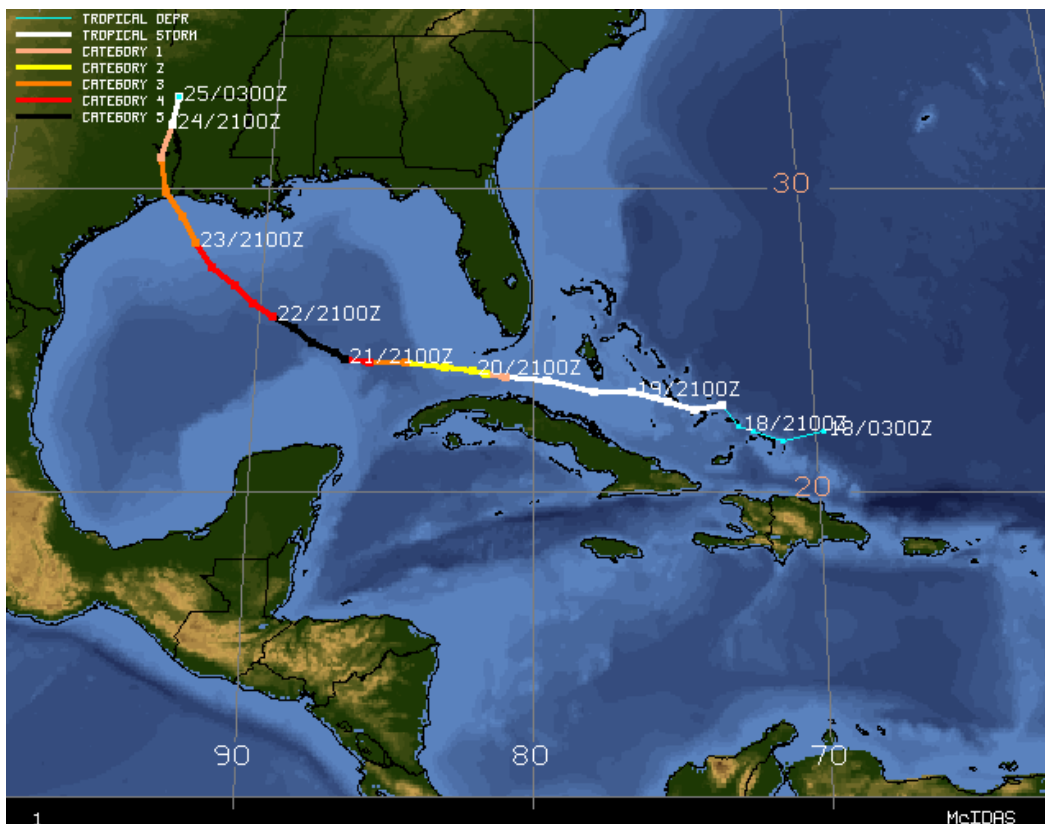 TROPICAL DEPR
TROPICAL STORM
CATEGORY 1
CATEGORY 2
CATEGORY 3
CATEGORY 4
CATEGORY 5
25/0300Z
24/2100Z
30
23/2100Z
22/2100Z
21/2100Z
20/2100Z
19/2100Z
18/2100Z
18/0300Z
20
90
80
70
1
McIDAS